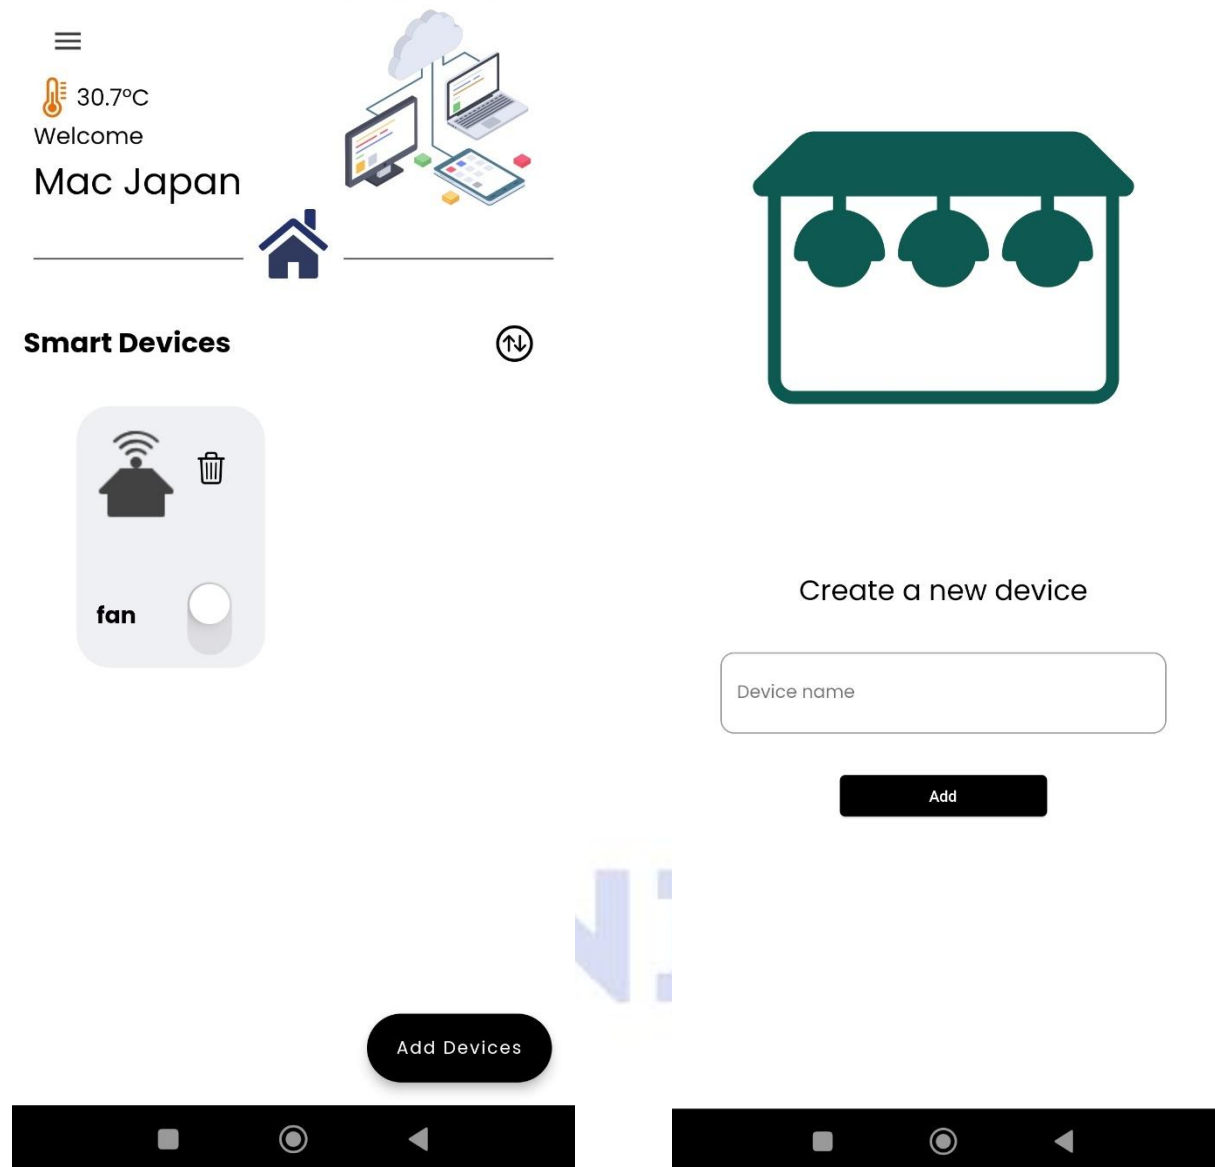 30.7°C
Welcome
Mac Japan
Smart Devices
fan
Add Devices
Create a new device
Device name
Add